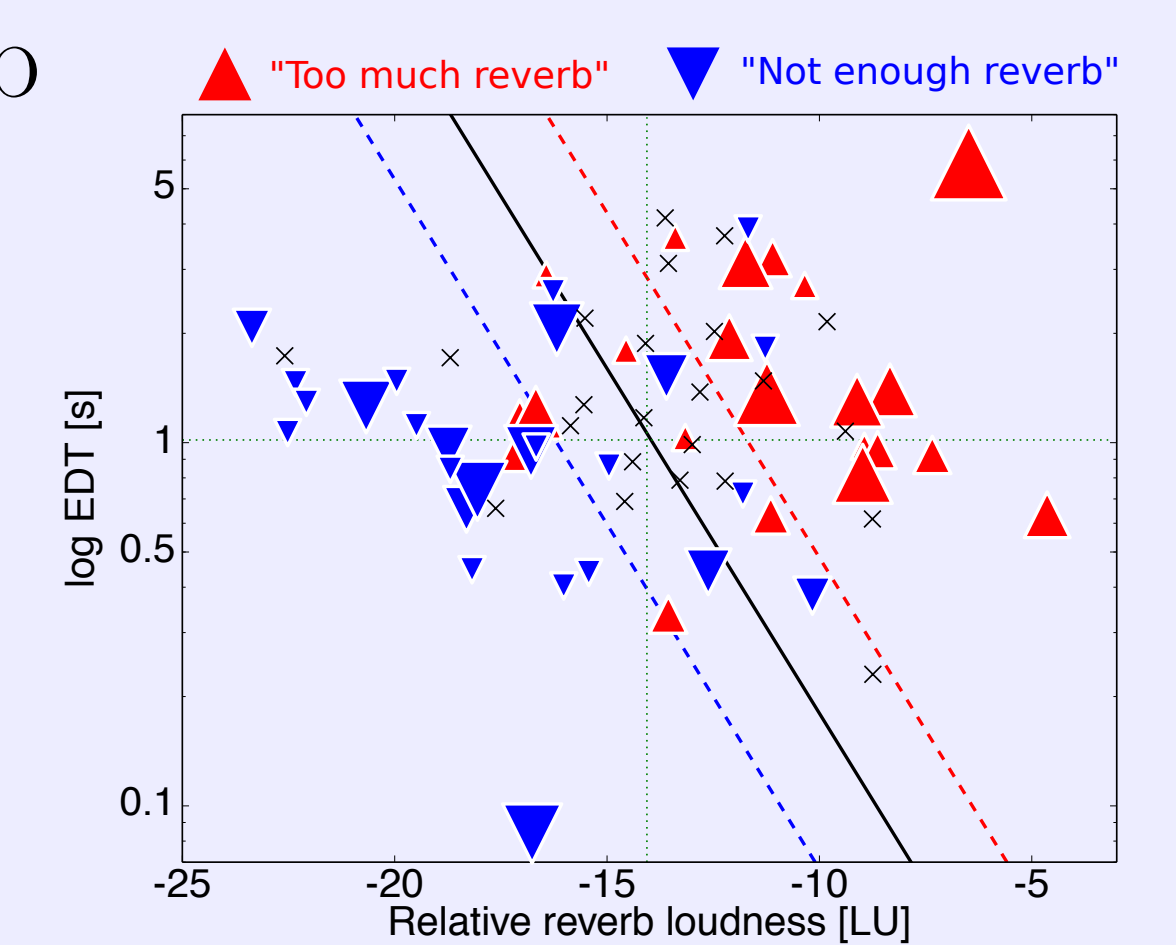 "Too much reverb" "Not enough reverb"
5
1
0.5
0.1
log EDT [s]
-25 -20 -15 -10 -5
Relative reverb loudness [LU]